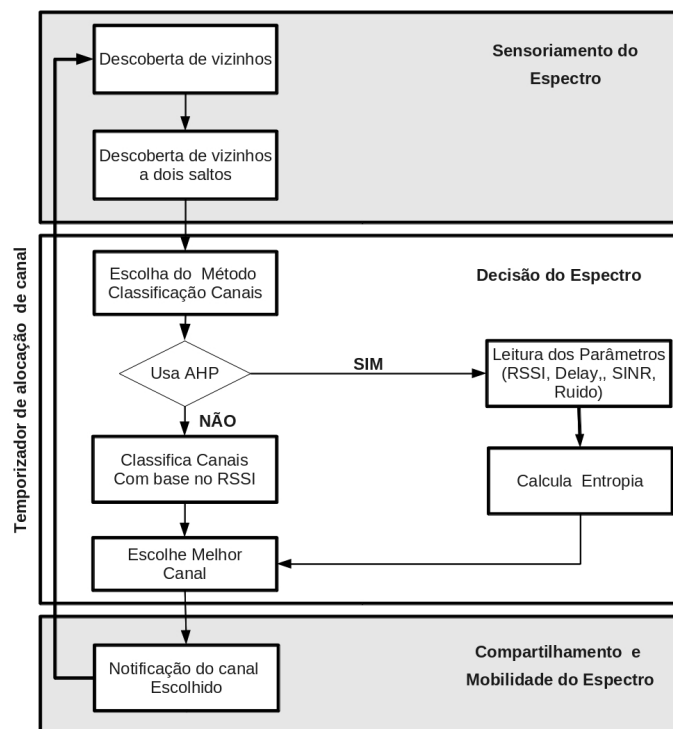 Descoberta de vizinhos
Sensoriamento do
Espectro
Descoberta de vizinhos
a dois saltos
Temporizador de alocação de canal
Escolha do Método
Classificação Canais
Decisão do Espectro
Usa AHP
SIM
NÃO
Leitura dos Parâmetros
(RSSI, Delay,, SINR,
Ruido)
Classifica Canais
Com base no RSSI
Calcula Entropia
Escolhe Melhor
Canal
Notificação do canal
Escolhido
Compartilhamento e
Mobilidade do Espectro